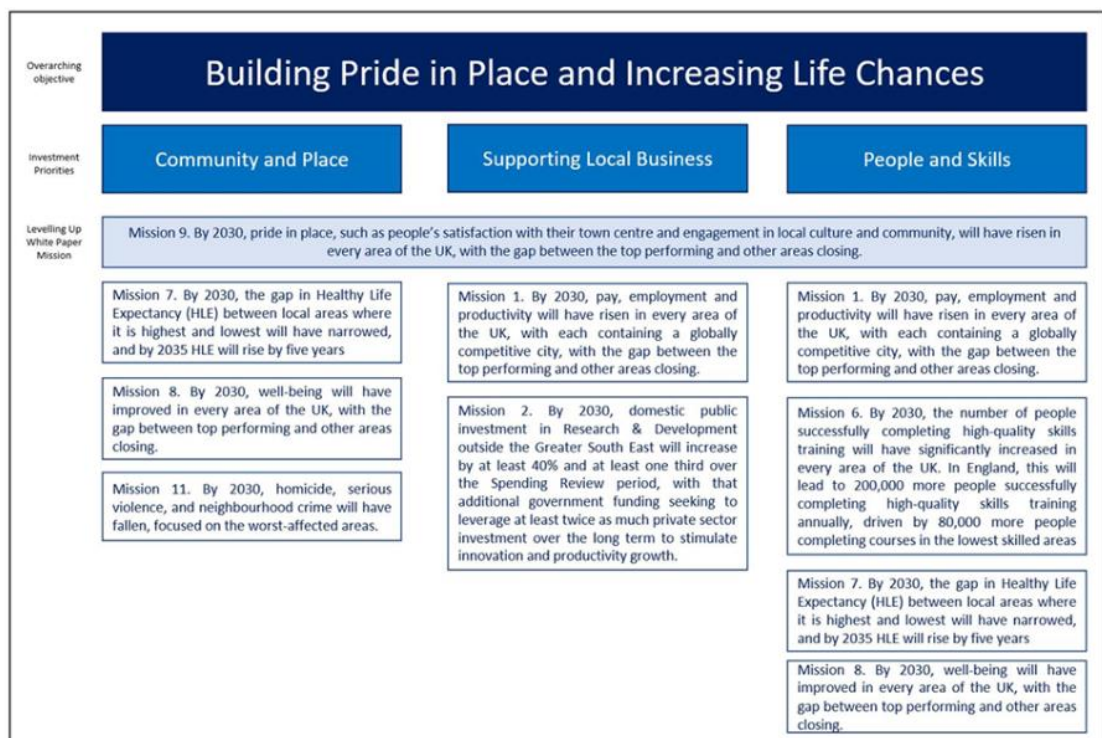 Overarching
objective
Building Pride in Place and Increasing Life Chances
Investment
Priorities
Community and Place
Supporting Local Business
People and Skills
Levelling Up
White Paper
Mission
Mission 9. By 2030, pride in place, such as people's satisfaction with their town centre and engagement in local culture and community, will have risen in
every area of the UK, with the gap between the top performing and other areas closing.
Mission 7. By 2030, the gap in Healthy Life
Expectancy (HLE) between local areas where
it is highest and lowest will have narrowed,
and by 2035 HLE will rise by five years
Mission 8. By 2030, well-being will have
improved in every area of the UK, with the
gap between top performing and other areas
closing.
Mission 11. By 2030, homicide, serious
violence, and neighbourhood crime will have
fallen, focused on the worst-affected areas.
Mission 1. By 2030, pay, employment and
productivity will have risen in every area of
the UK, with each containing a globally
competitive city, with the gap between the
top performing and other areas closing.
Mission 2. By 2030, domestic public
investment in Research & Development
outside the Greater South East will increase
by at least 40% and at least one third over
the Spending Review period, with that
additional government funding seeking to
leverage at least twice as much private sector
investment over the long term to stimulate
innovation and productivity growth.
Mission 1. By 2030, pay, employment and
productivity will have risen in every area of
the UK, with each containing a globally
competitive city, with the gap between the
top performing and other areas closing.
Mission 6. By 2030, the number of people
successfully completing high-quality skills
training will have significantly increased in
every area of the UK. In England, this will
lead to 200,000 more people successfully
completing high-quality skills training
annually, driven by 80,000 more people
completing courses in the lowest skilled areas
Mission 7. By 2030, the gap in Healthy Life
Expectancy (HLE) between local areas where
it is highest and lowest will have narrowed,
and by 2035 HLE will rise by five years
Mission 8. By 2030, well-being will have
improved in every area of the UK, with the
gap between top performing and other areas
closing.